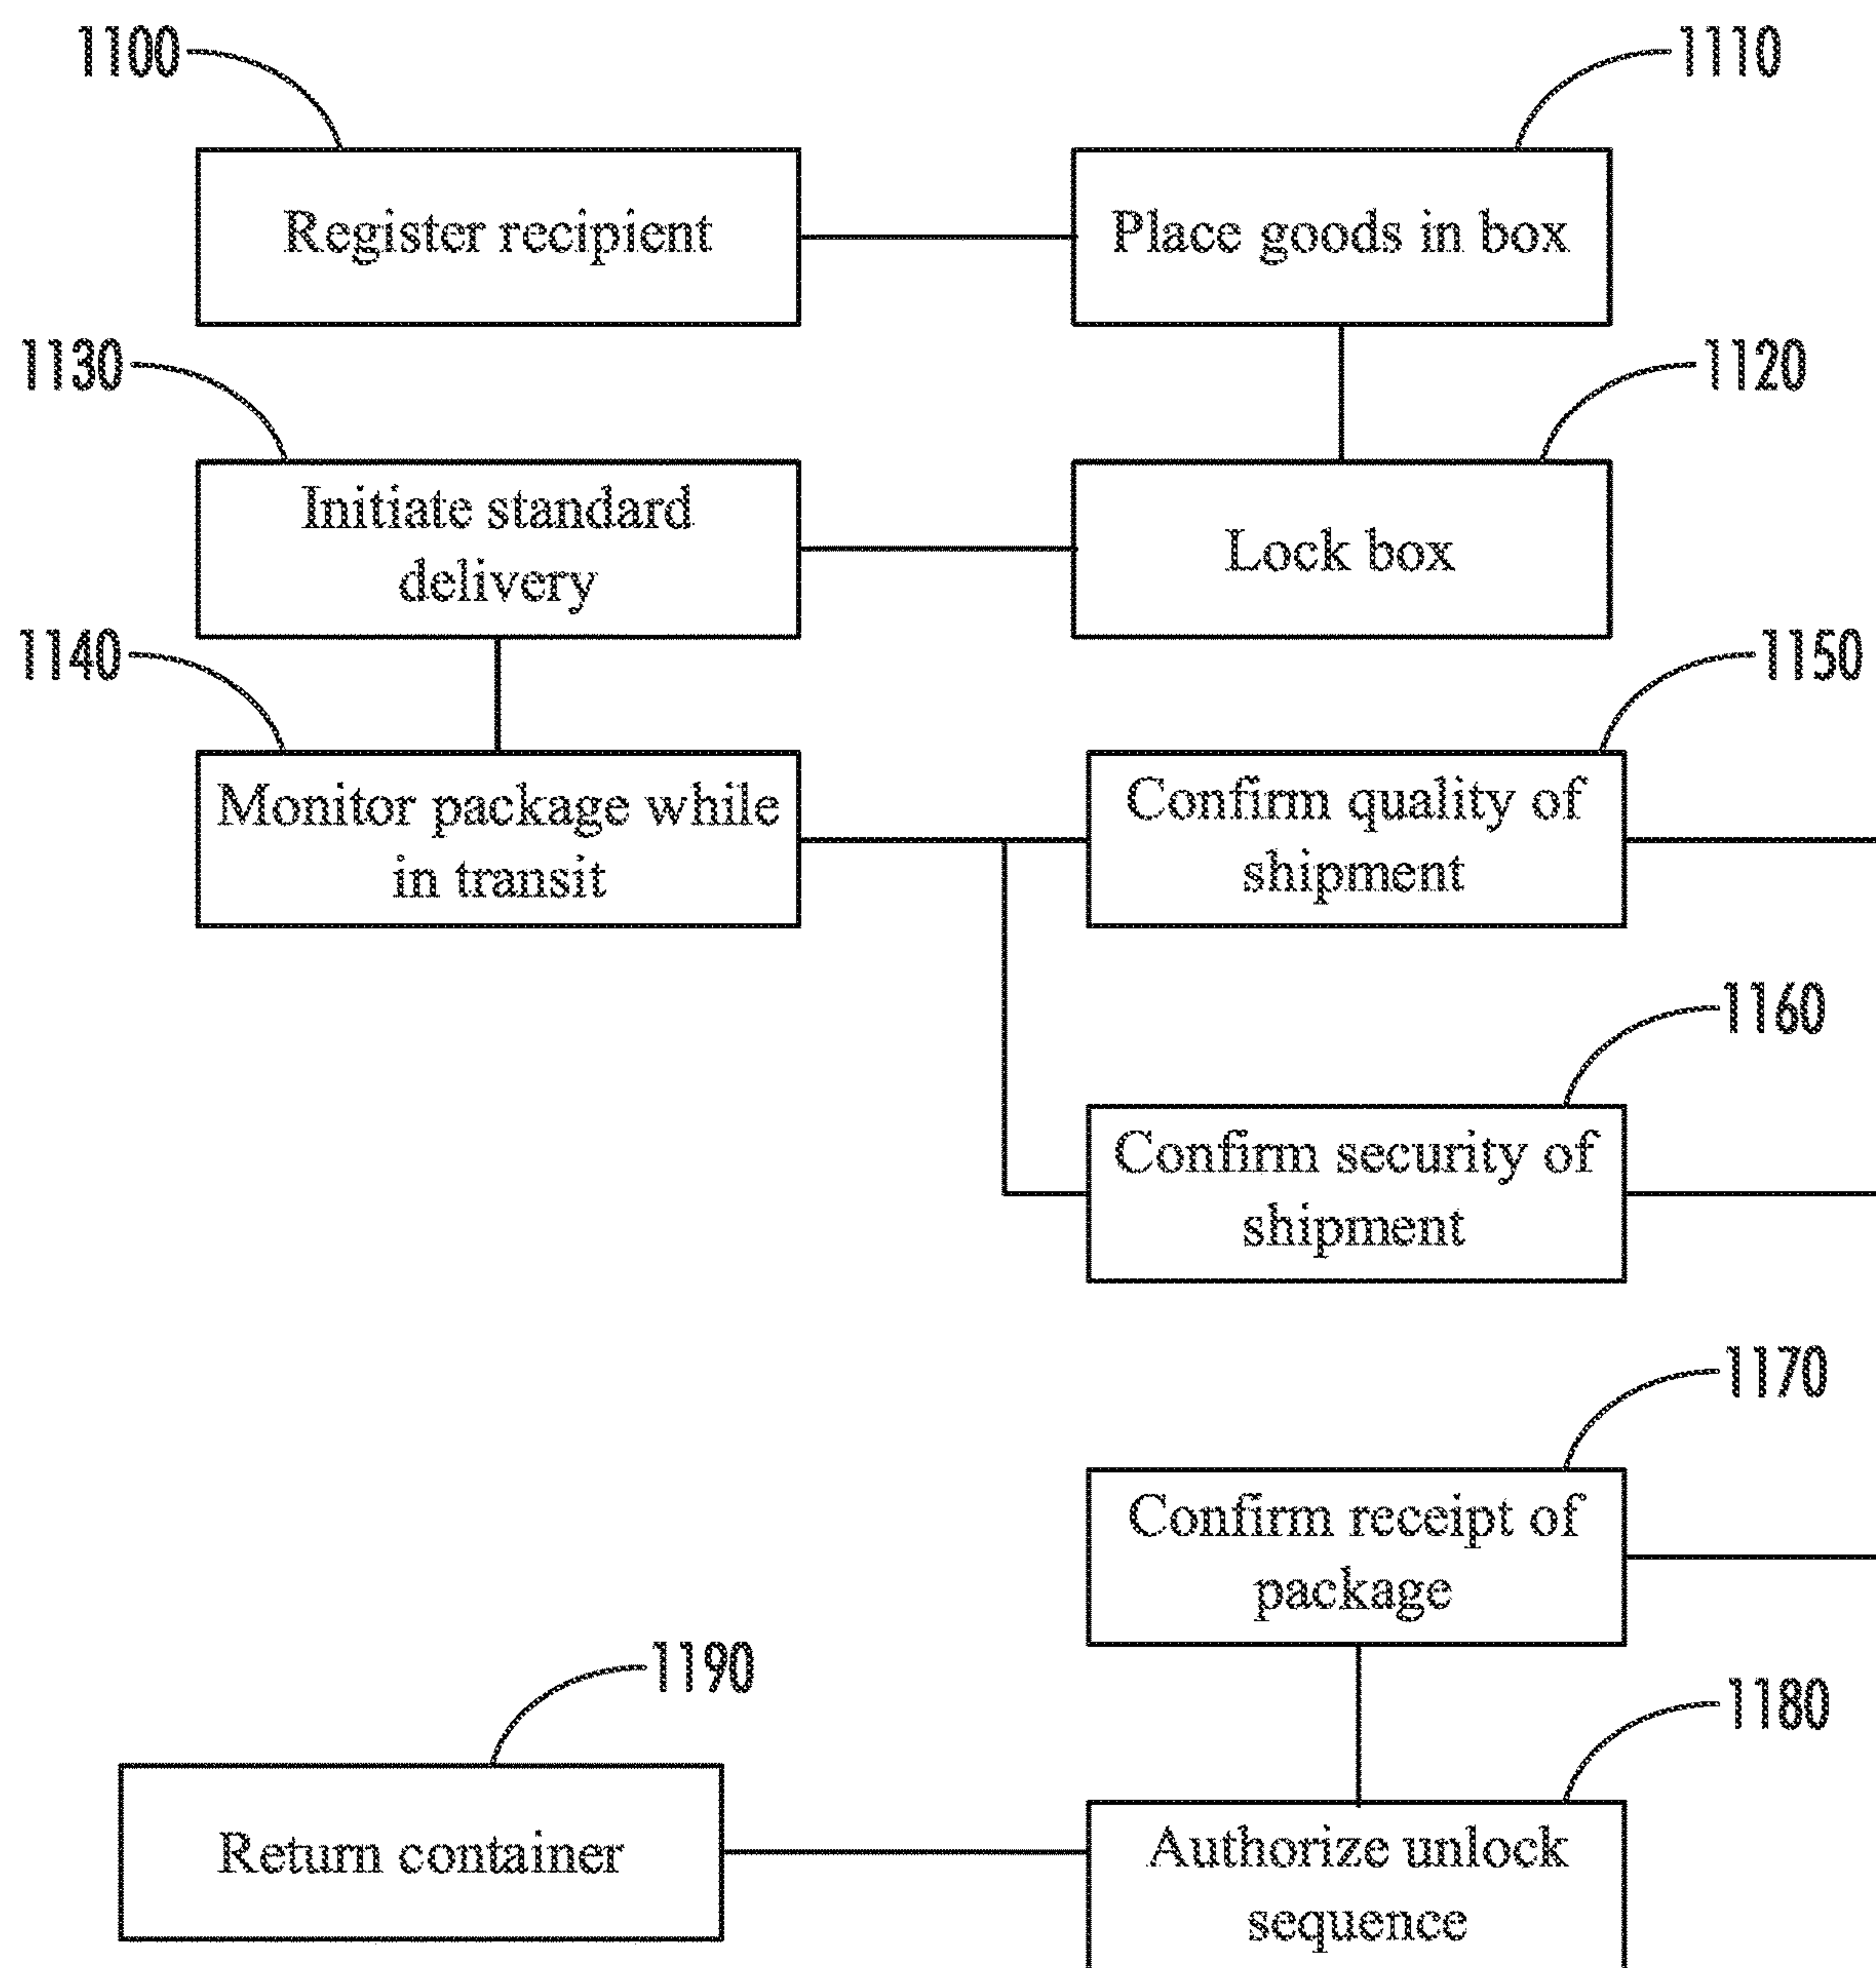 1100
1110
Register recipient
Place goods in box
1130
1120
Initiate standard
delivery
Lock box
1140
1150
Monitor package while
in transit
Confirm quality of
shipment
1160
Confirm security of
shipment
1170
Confirm receipt of
package
1190
1180
Return container
Authorize unlock
sequence